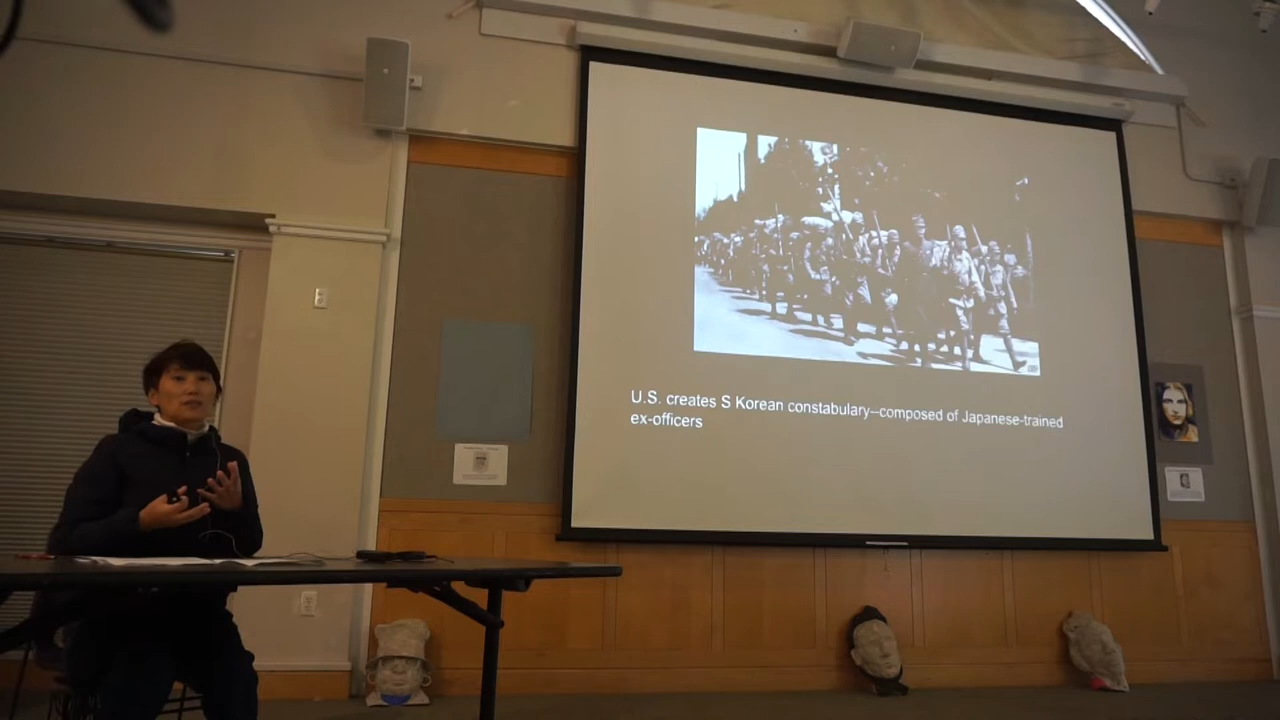 U.S. creates S Korean constabulary--composed of Japanese-trained
ex-officers